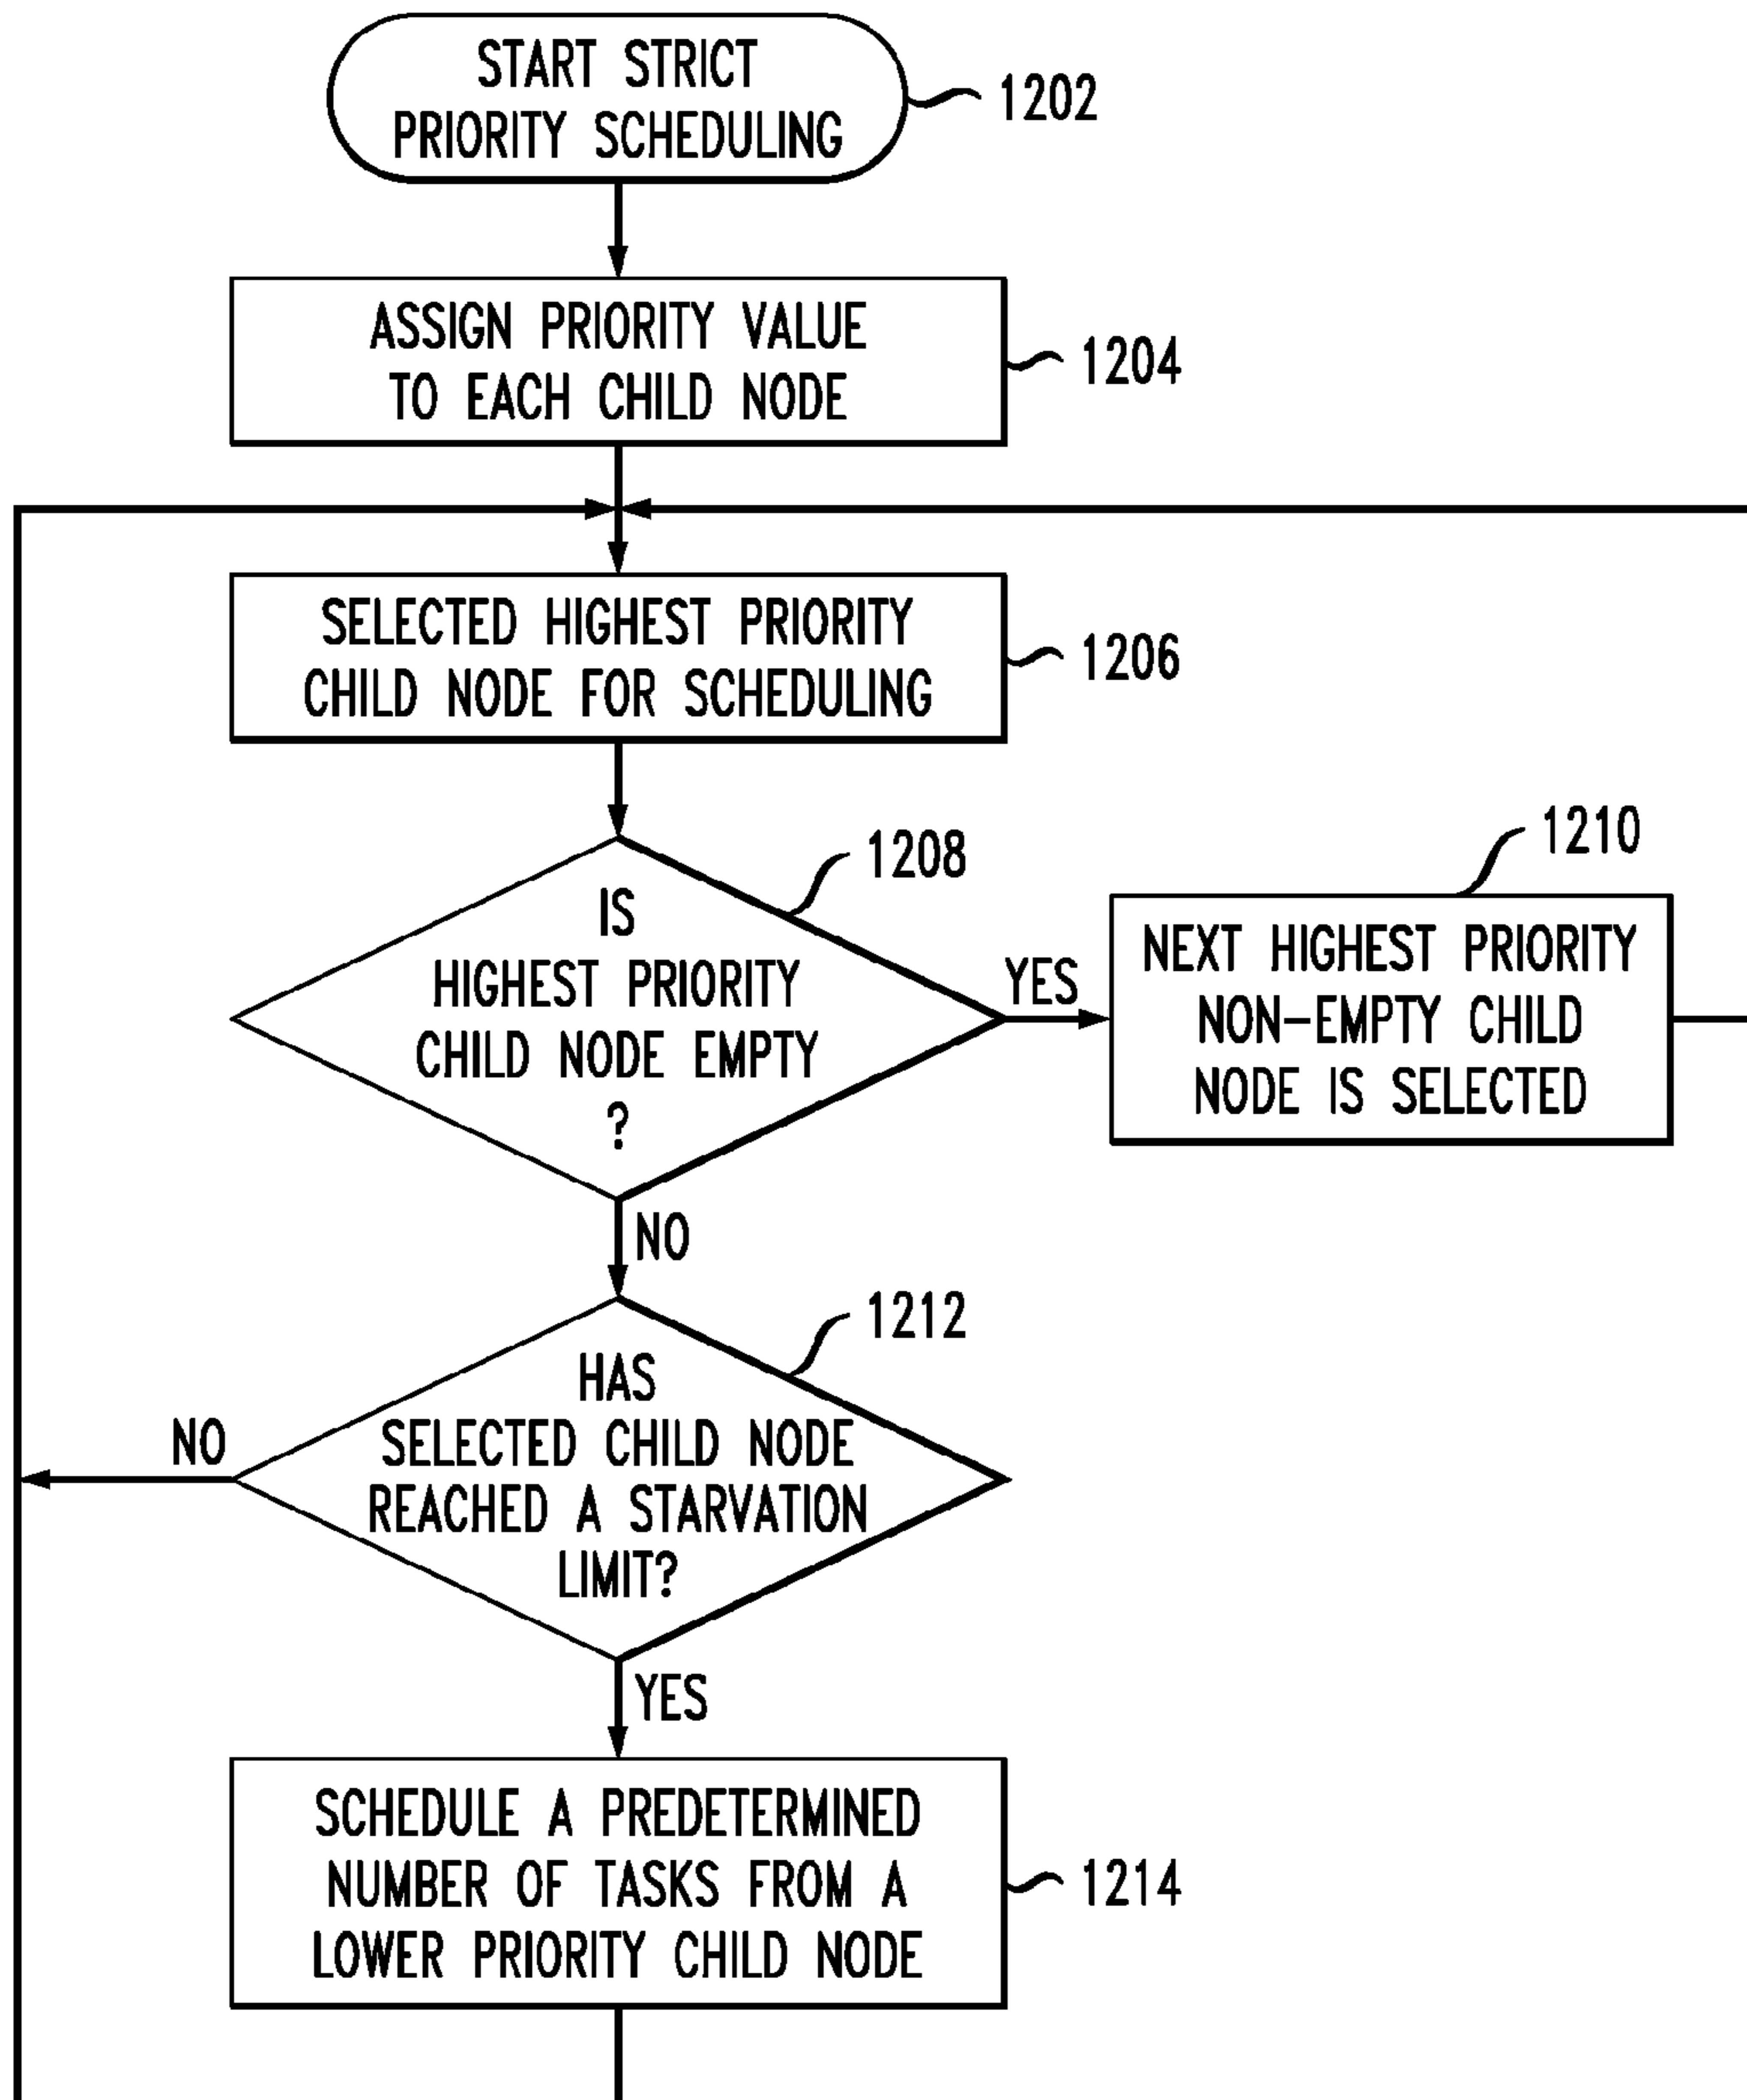 START STRICT
PRIORITY SCHEDULING
1202
ASSIGN PRIORITY VALUE
TO EACH CHILD NODE
1204
SELECTED HIGHEST PRIORITY
CHILD NODE FOR SCHEDULING
1206
1208
IS
HIGHEST PRIORITY
CHILD NODE EMPTY
?
YES
1210
NEXT HIGHEST PRIORITY
NON-EMPTY CHILD
NODE IS SELECTED
NO
1212
HAS
SELECTED CHILD NODE
REACHED A STARVATION
LIMIT?
NO
YES
SCHEDULE A PREDETERMINED
NUMBER OF TASKS FROM A
LOWER PRIORITY CHILD NODE
1214